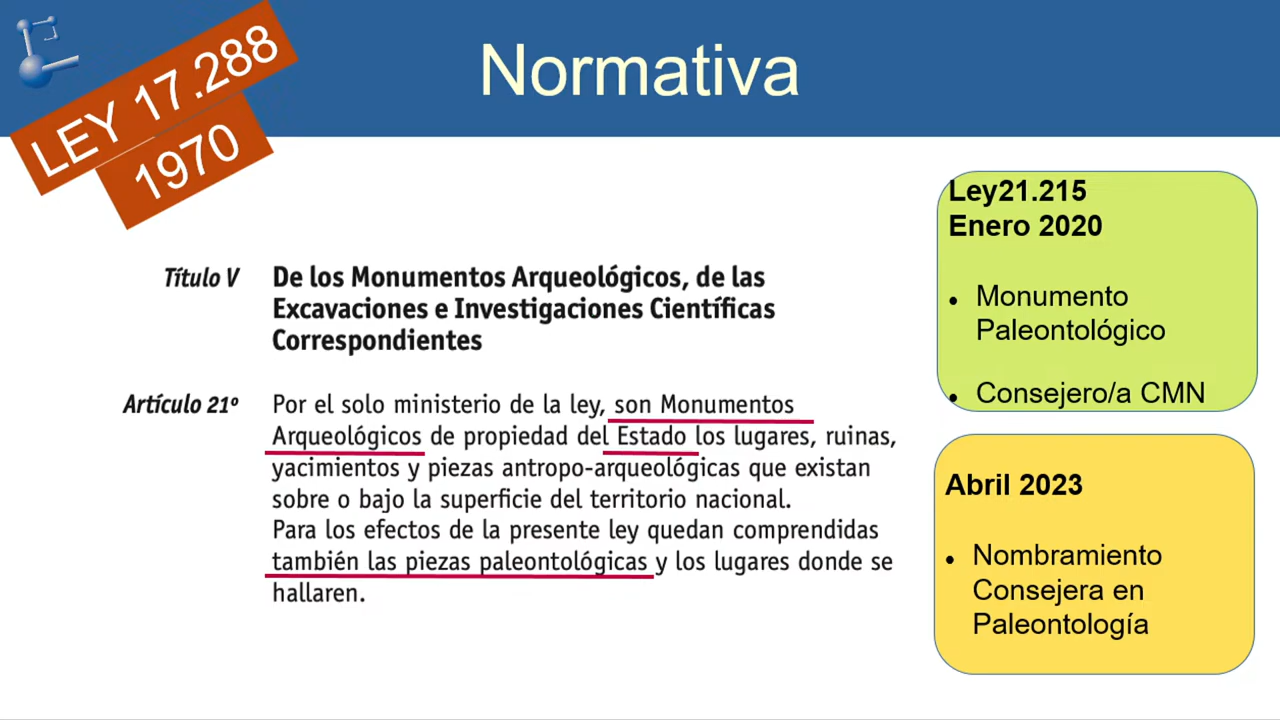 LEY 17.288
1970
Normativa
Título V
De los Monumentos Arqueológicos, de las
Excavaciones e Investigaciones Científicas
Correspondientes
Artículo 21º
Por el solo ministerio de la ley, son Monumentos
Arqueológicos de propiedad del Estado los lugares, ruinas,
yacimientos y piezas antropo-arqueológicas que existan
sobre o bajo la superficie del territorio nacional.
Para los efectos de la presente ley quedan comprendidas
también las piezas paleontológicas y los lugares donde se
hallaren.
Ley21.215
Enero 2020
• Monumento
Paleontológico
• Consejero/a CMN
Abril 2023
• Nombramiento
Consejera en
Paleontología